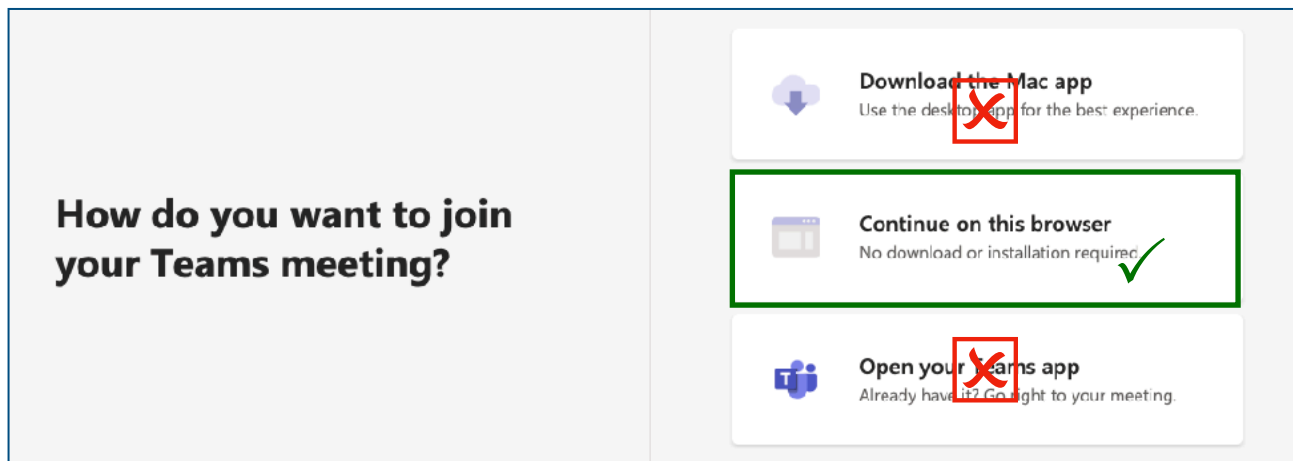 How do you want to join
your Teams meeting?
Download the Mac app
Use the desktop app for the best experience.
Continue on this browser
No download or installation required.
Open your Teams app
Already have it? Go right to your meeting.